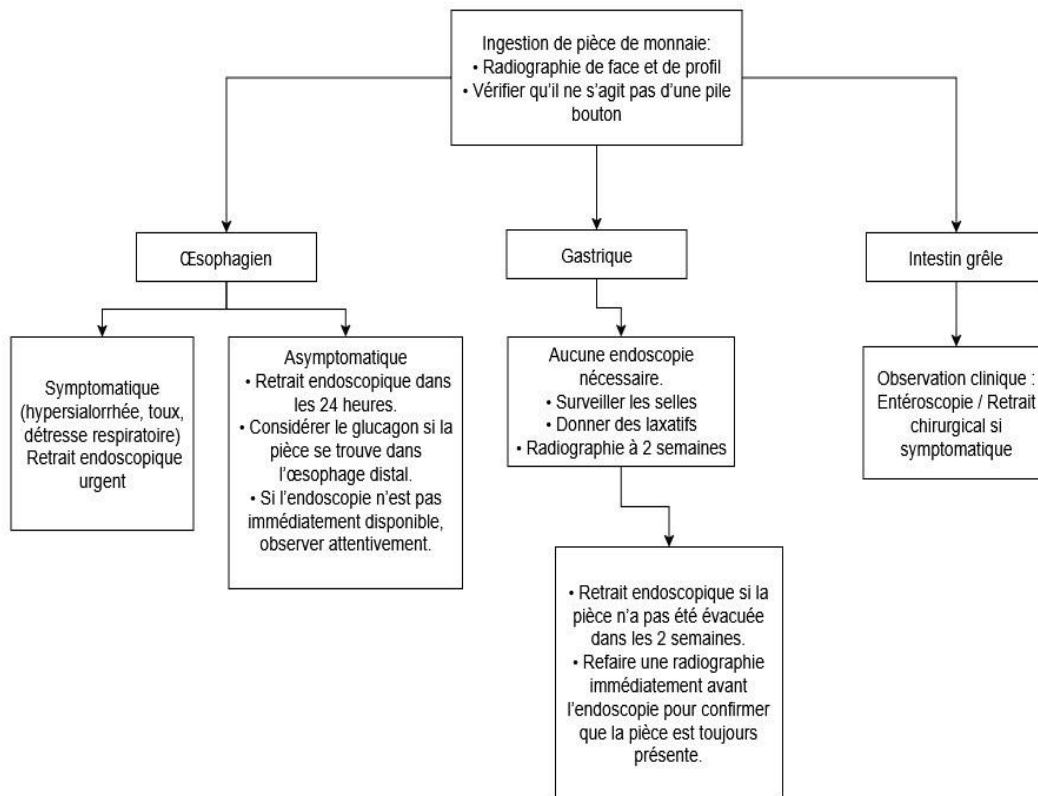 Ingestion de pièce de monnaie:
• Radiographie de face et de profil
• Vérifier qu'il ne s'agit pas d'une pile
bouton
Œsophagien
Gastrique
Intestin grêle
Symptomatique
(hypersialorrhée, toux,
détresse respiratoire)
Retrait endoscopique
urgent
Asymptomatique
• Retrait endoscopique dans
les 24 heures.
• Considérer le glucagon si la
pièce se trouve dans
l'œsophage distal.
• Si l'endoscopie n'est pas
immédiatement disponible,
observer attentivement.
Aucune endoscopie
nécessaire.
• Surveiller les selles
• Donner des laxatifs
• Radiographie à 2 semaines
Observation clinique :
Entéroscopie / Retrait
chirurgical si
symptomatique
• Retrait endoscopique si la
pièce n'a pas été évacuée
dans les 2 semaines.
• Refaire une radiographie
immédiatement avant
l'endoscopie pour confirmer
que la pièce est toujours
présente.